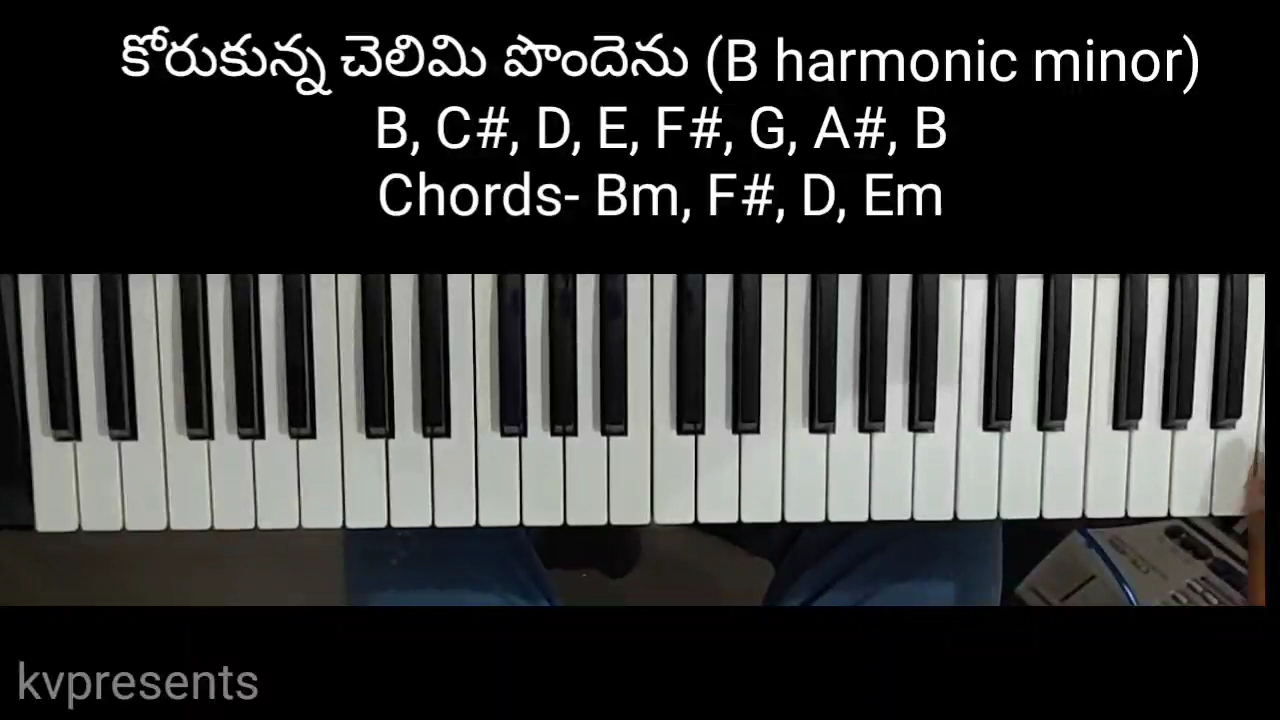 కోరుకున్న చెలిమి పొందెను (B harmonic minor)
B, C#, D, E, F#, G, A#, B
Chords- Bm, F#, D, Em
kvpresents